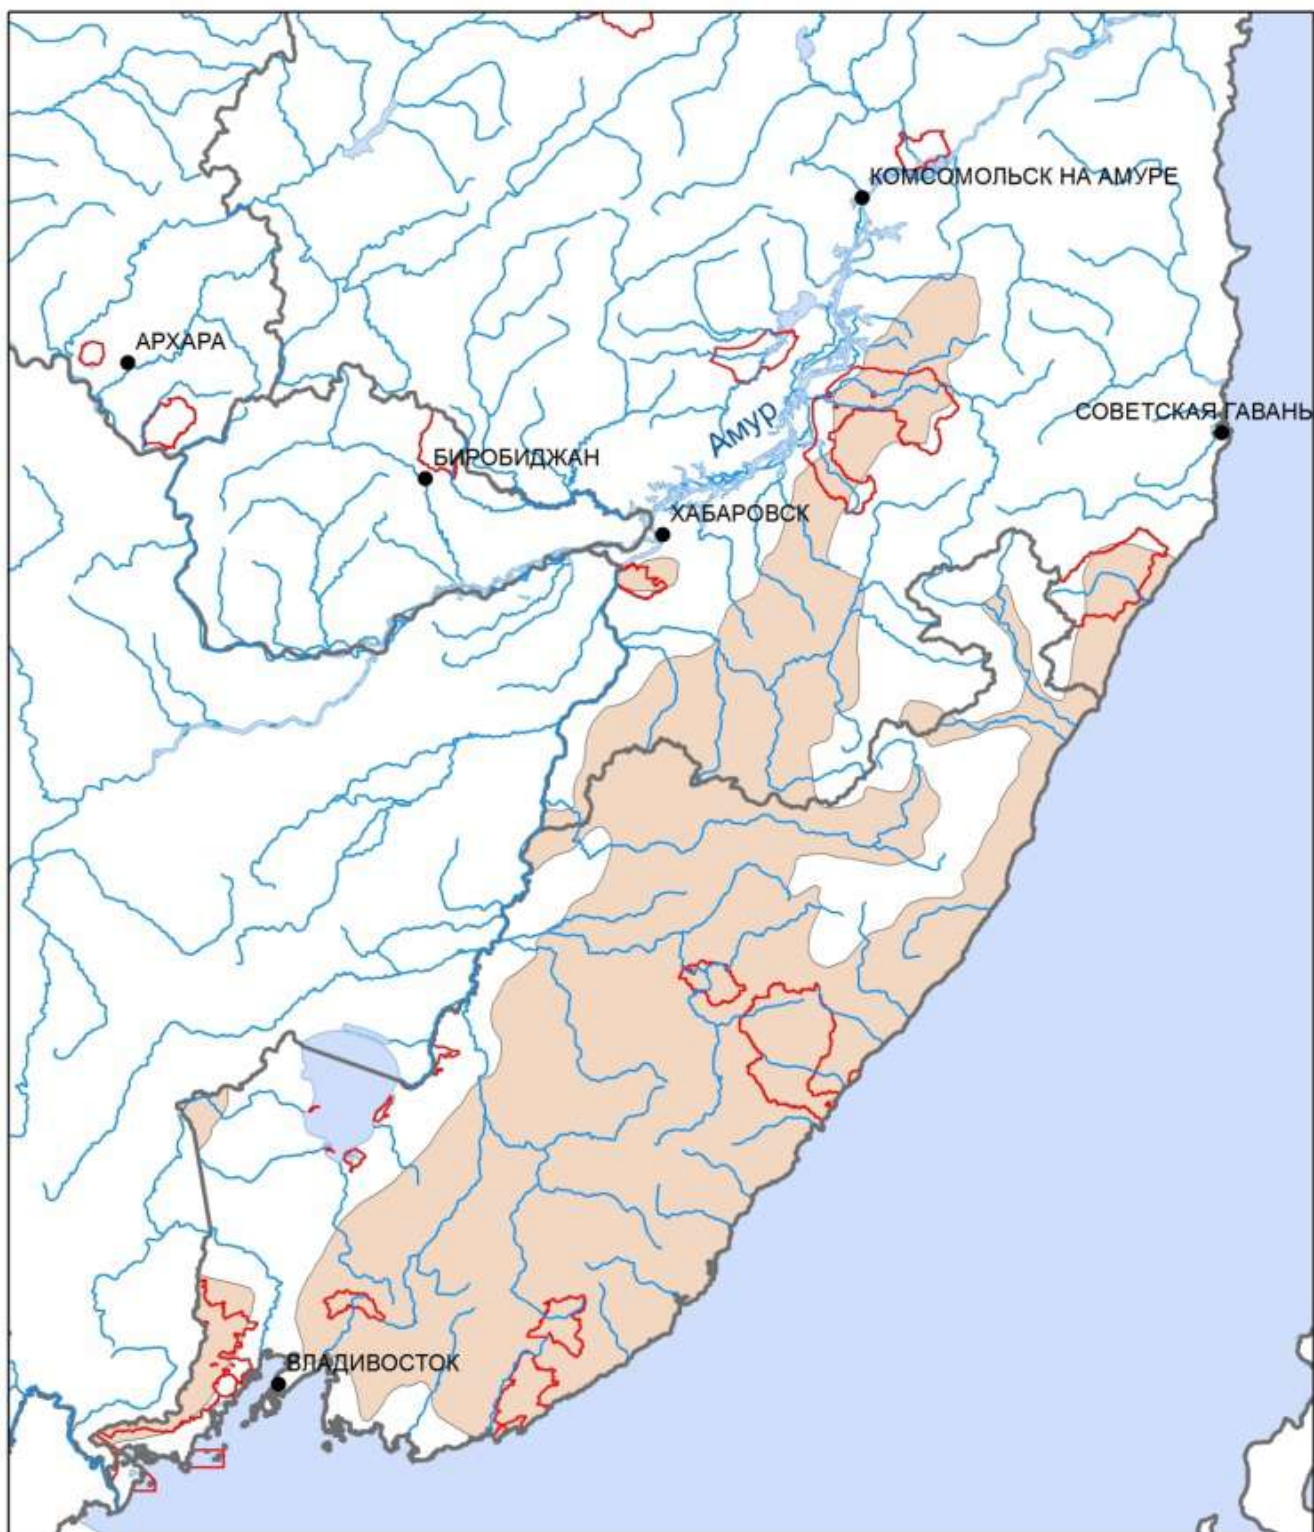 КОМСОМОЛЬСК НА АМУРЕ
АРХАРА
СОВЕТСКАЯ ГАВАНЬ
Амур
БИРОБИДЖАН
ХАБАРОВСК
ВЛАДИВОСТОК